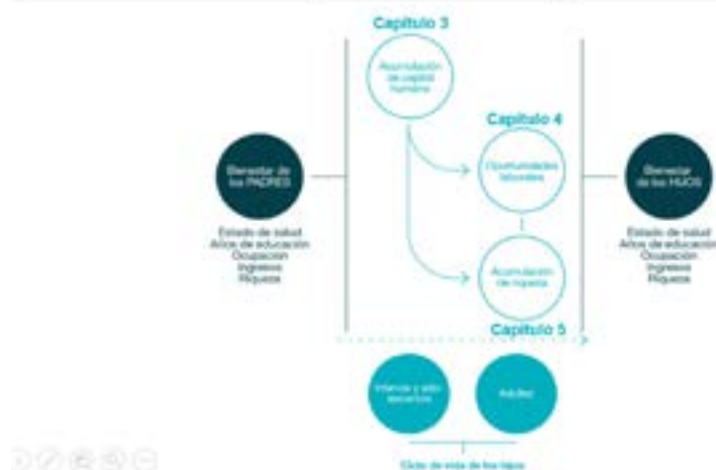 Capítulo 3
Acumulación
de capital
humano
Capítulo 4
Oportunidades
laborales
Bienestar de
los PADRES
Bienestar
de los HIJOS
Estado de salud
Años de educación
Ocupación
Ingresos
Riqueza
Estado de salud
Años de educación
Ocupación
Ingresos
Riqueza
Acumulación
de riqueza
Capítulo 5
Infancia y ado
lescencia
Adultez
Ciclo de vida de los hijos